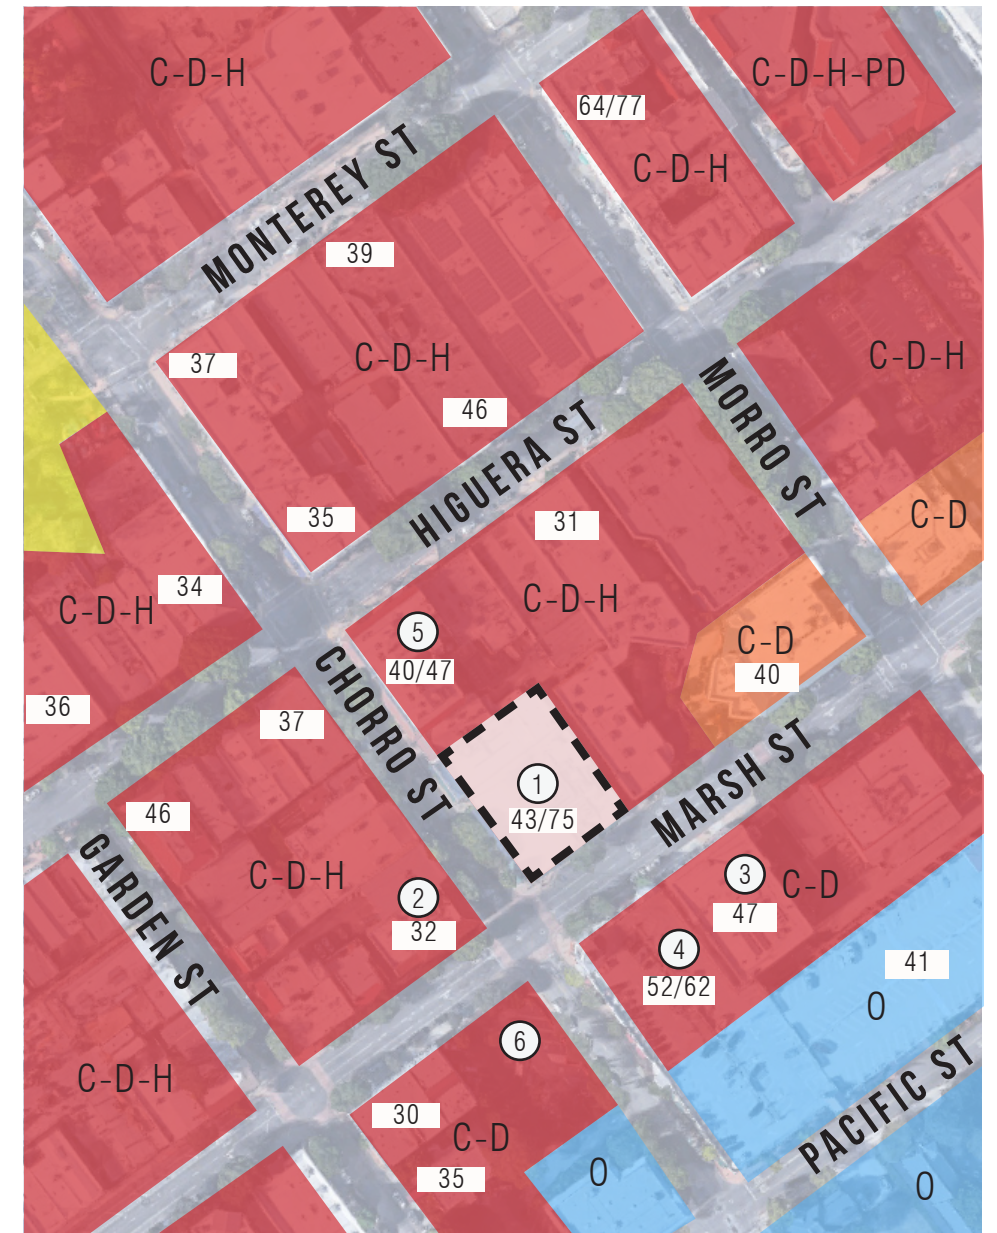 C-D-H
C-D-H-PD
64/77
C-D-H
MONTEREY ST
39
37
C-D-H
C-D-H
46
MORRO ST
HIGUERA ST
35
31
C-D
34
C-D-H
C-D-H
5
40/47
C-D
40
36
37
CHORRO ST
1
43/75
MARSH ST
46
GARDEN ST
C-D-H
2
32
3
C-D
47
4
52/62
41
O
6
PACIFIC ST
C-D-H
30
C-D
35
O
O